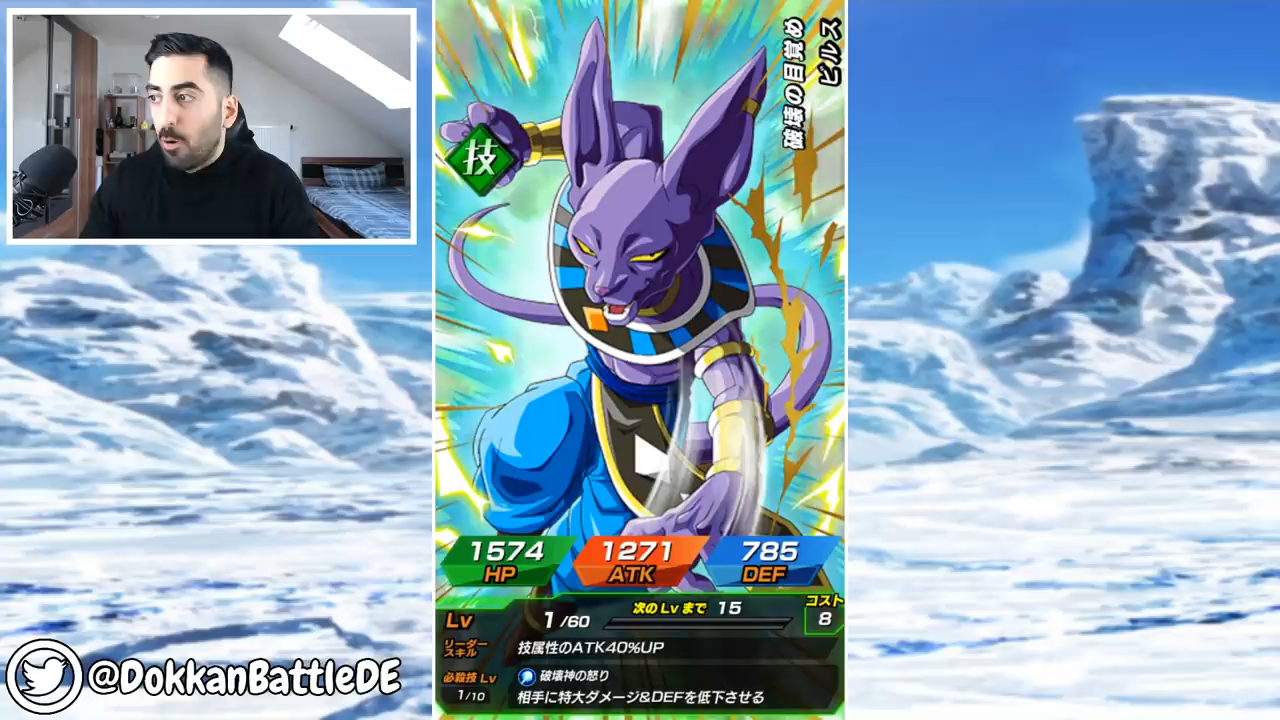 破壊の目覚め
ビルス
技
1574
HP
1271
ATK
785
DEF
Lv 1/60 次のLvまで 15
コスト
8
リーダースキル 技属性のATK40%UP
必殺技Lv 1/10 破壊神の怒り
相手に特大ダメージ&DEFを低下させる
@DokkanBattleDE